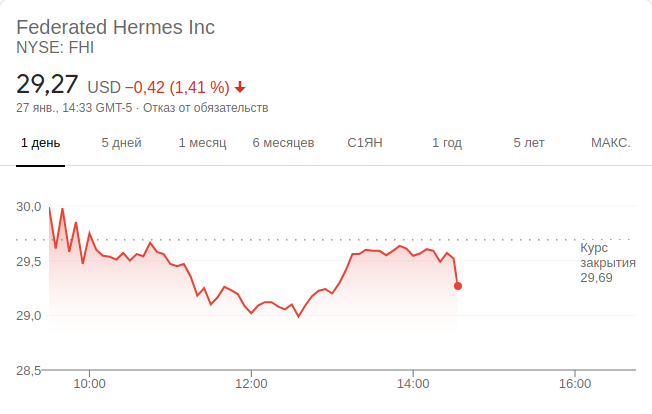 Federated Hermes Inc
NYSE: FHI
29,27 USD −0,42 (1,41 %)
27 янв., 14:33 GMT-5 · Отказ от обязательств
1 день 5 дней 1 месяц 6 месяцев С1ЯН 1 год 5 лет МАКС.
30,0
Курс
закрытия
29,69
29,5
29,0
28,5
10:00 12:00 14:00 16:00